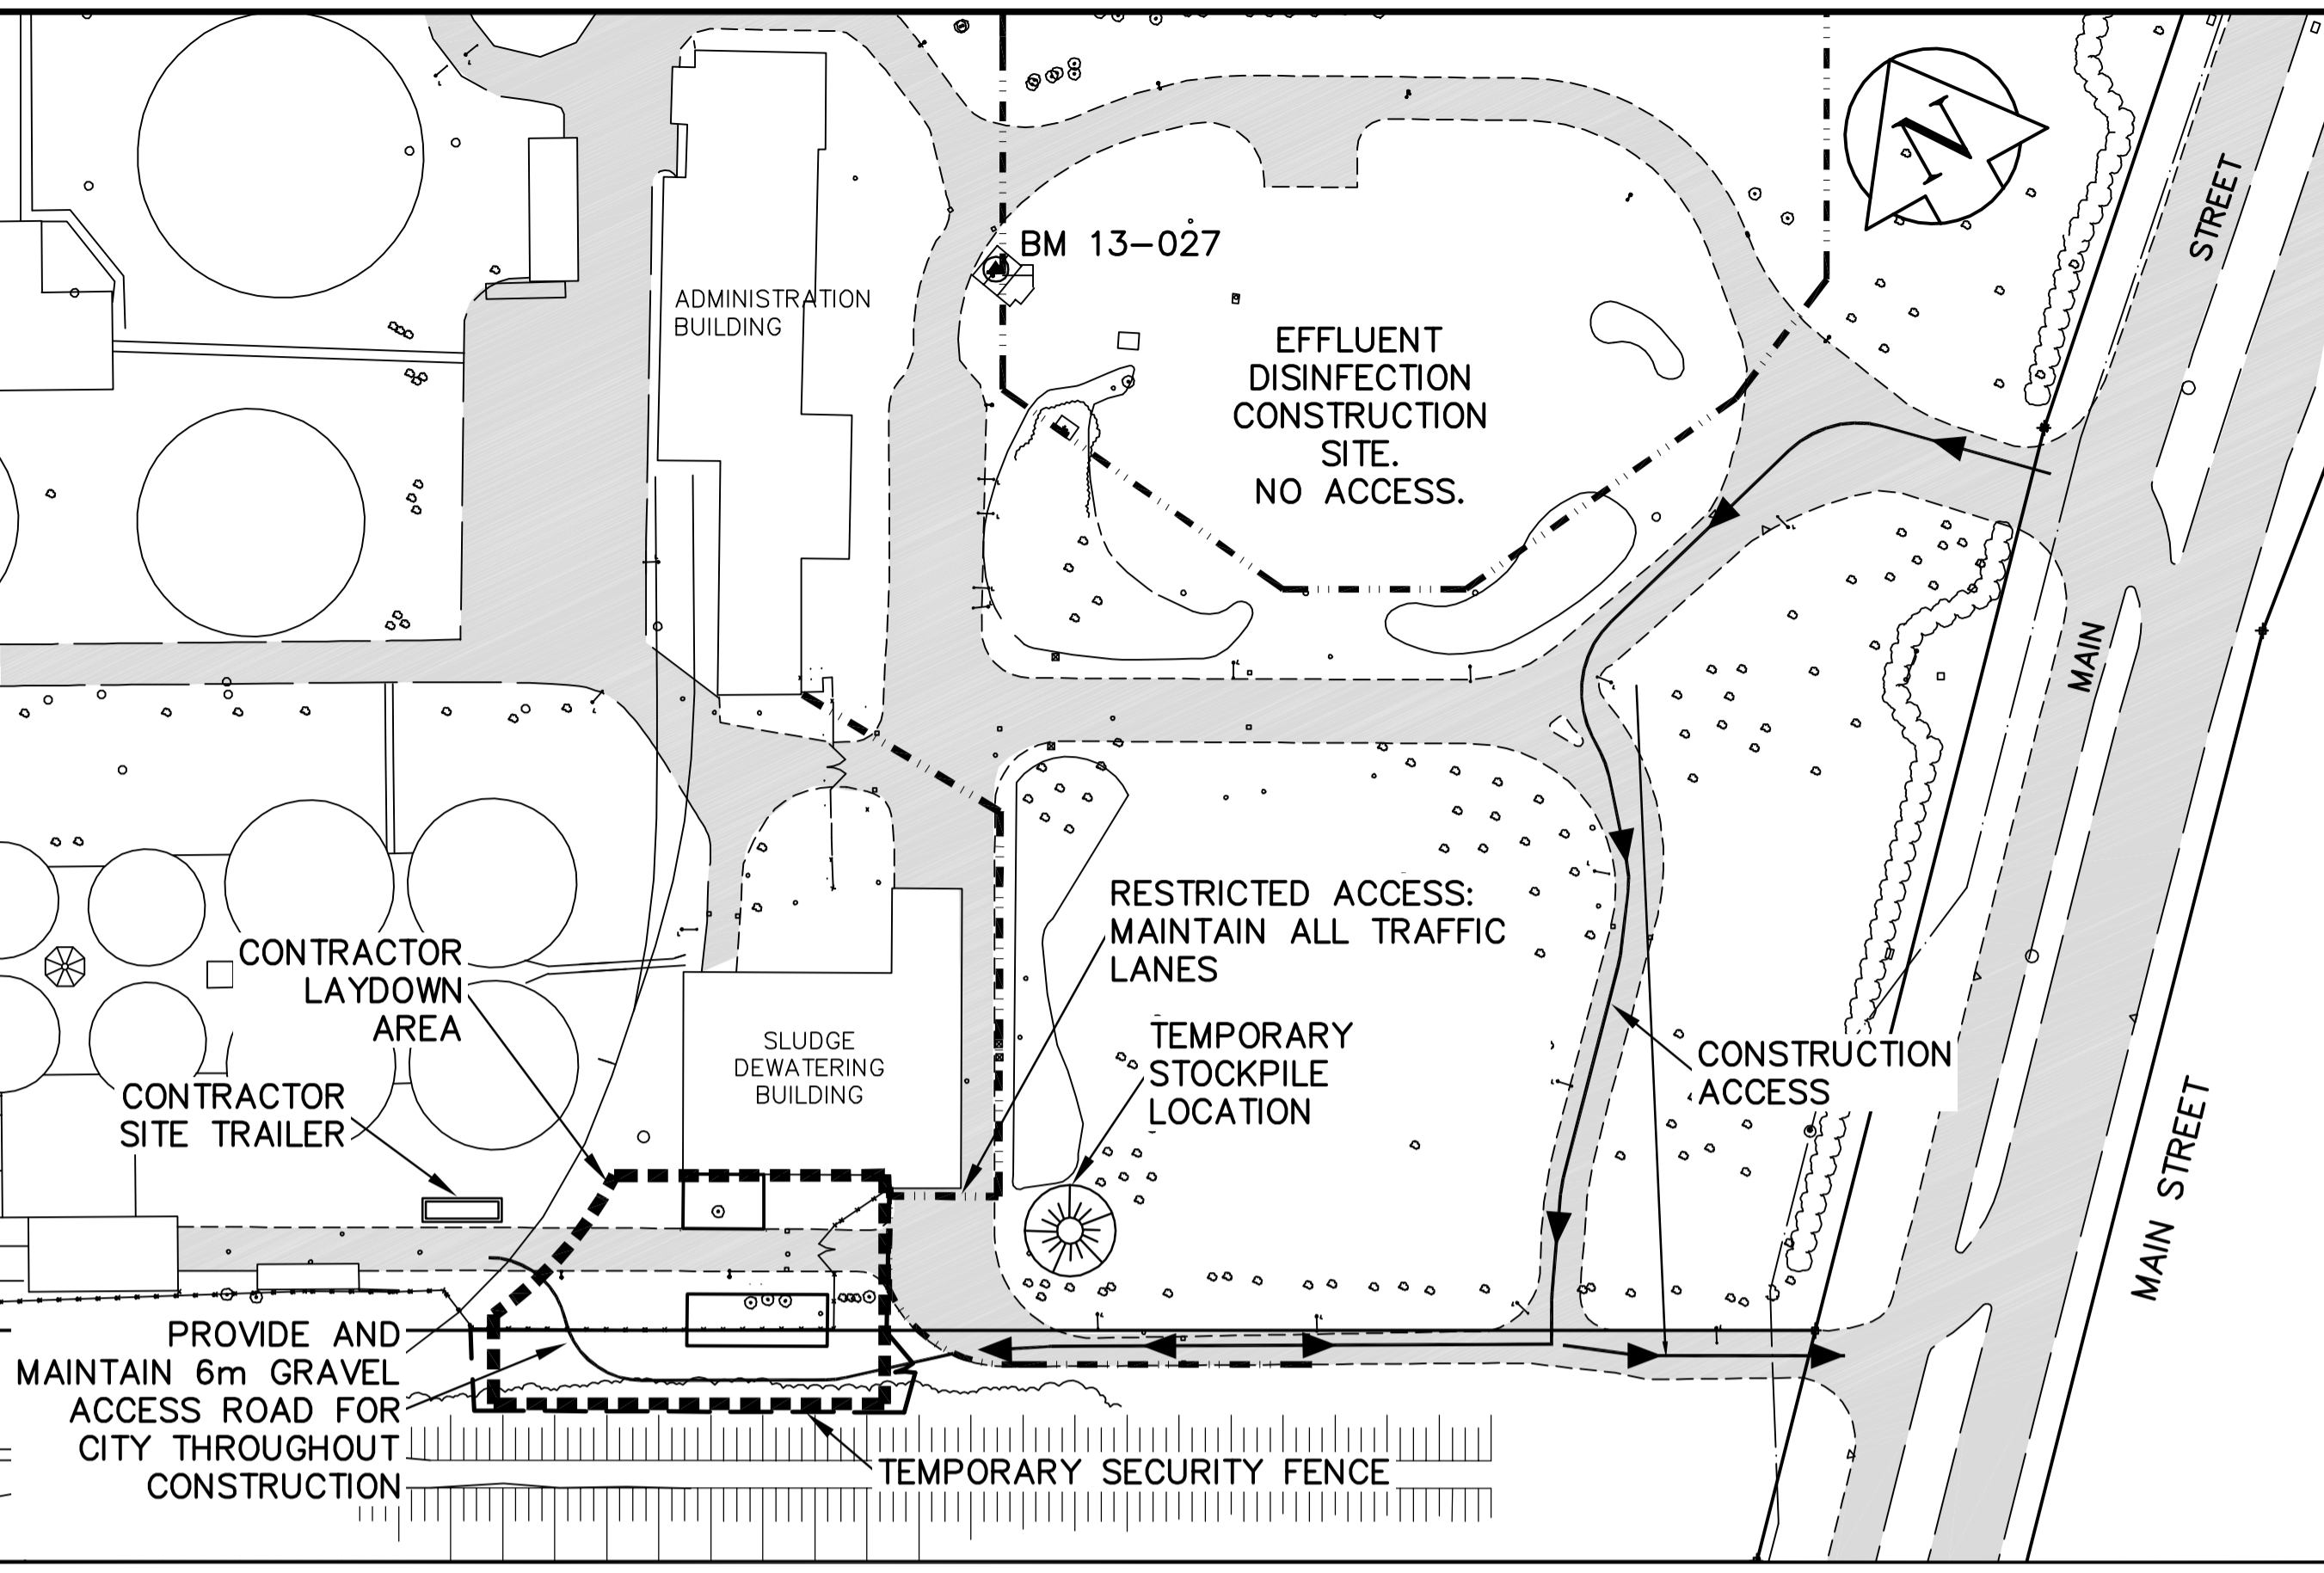 N
STREET
BM 13-027
ADMINISTRATION
BUILDING
EFFLUENT
DISINFECTION
CONSTRUCTION
SITE.
NO ACCESS.
MAIN
RESTRICTED ACCESS:
MAINTAIN ALL TRAFFIC
LANES
CONTRACTOR
LAYDOWN
AREA
SLUDGE
DEWATERING
BUILDING
TEMPORARY
STOCKPILE
LOCATION
CONSTRUCTION
ACCESS
CONTRACTOR
SITE TRAILER
MAIN STREET
PROVIDE AND
MAINTAIN 6m GRAVEL
ACCESS ROAD FOR
CITY THROUGHOUT
CONSTRUCTION
TEMPORARY SECURITY FENCE